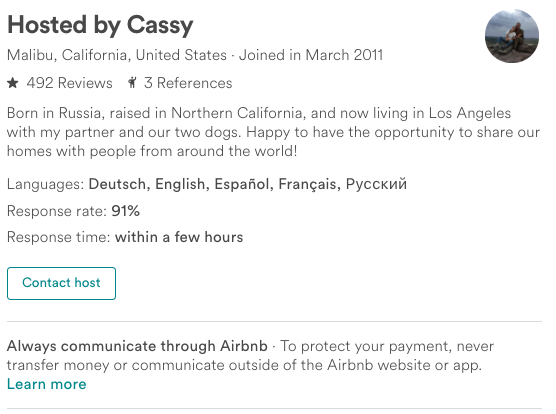 Hosted by Cassy
Malibu, California, United States · Joined in March 2011
492 Reviews 3 References
Born in Russia, raised in Northern California, and now living in Los Angeles
with my partner and our two dogs. Happy to have the opportunity to share our
homes with people from around the world!
Languages: Deutsch, English, Español, Français, Русский
Response rate: 91%
Response time: within a few hours
Contact host
Always communicate through Airbnb · To protect your payment, never
transfer money or communicate outside of the Airbnb website or app.
Learn more